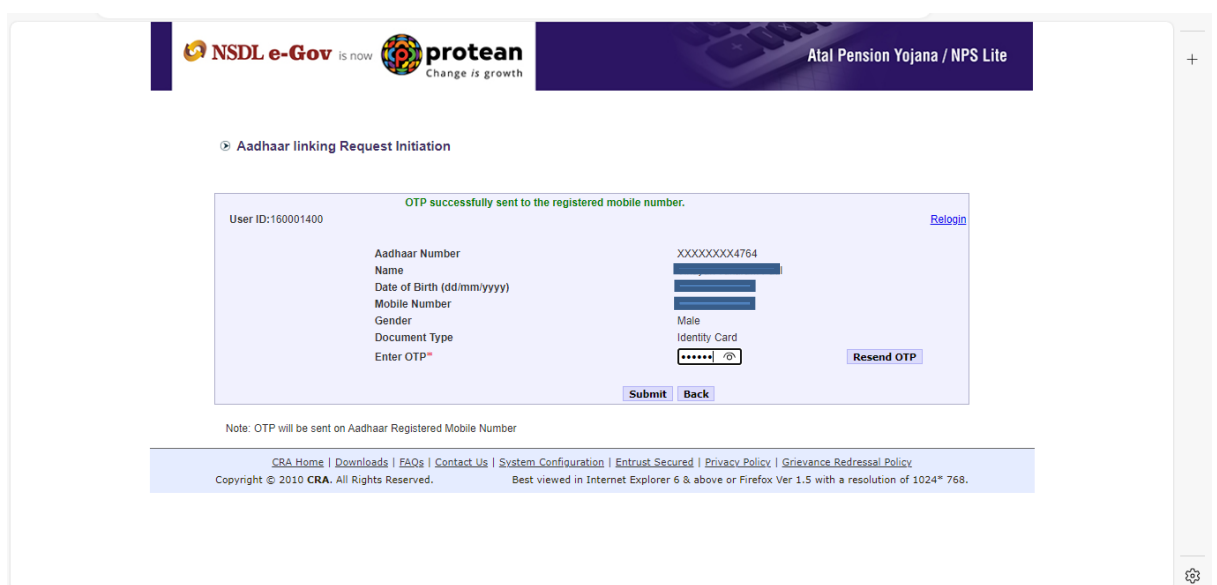 NSDL e-Gov is now protean
Change is growth
Atal Pension Yojana / NPS Lite
Aadhaar linking Request Initiation
OTP successfully sent to the registered mobile number.
User ID:160001400 Relogin
Aadhaar Number XXXXXXXX4764
Name
Date of Birth (dd/mm/yyyy)
Mobile Number
Gender Male
Document Type Identity Card
Enter OTP* •••••• Resend OTP
Submit Back
Note: OTP will be sent on Aadhaar Registered Mobile Number
CRA Home | Downloads | FAQs | Contact Us | System Configuration | Entrust Secured | Privacy Policy | Grievance Redressal Policy
Copyright © 2010 CRA. All Rights Reserved. Best viewed in Internet Explorer 6 & above or Firefox Ver 1.5 with a resolution of 1024* 768.